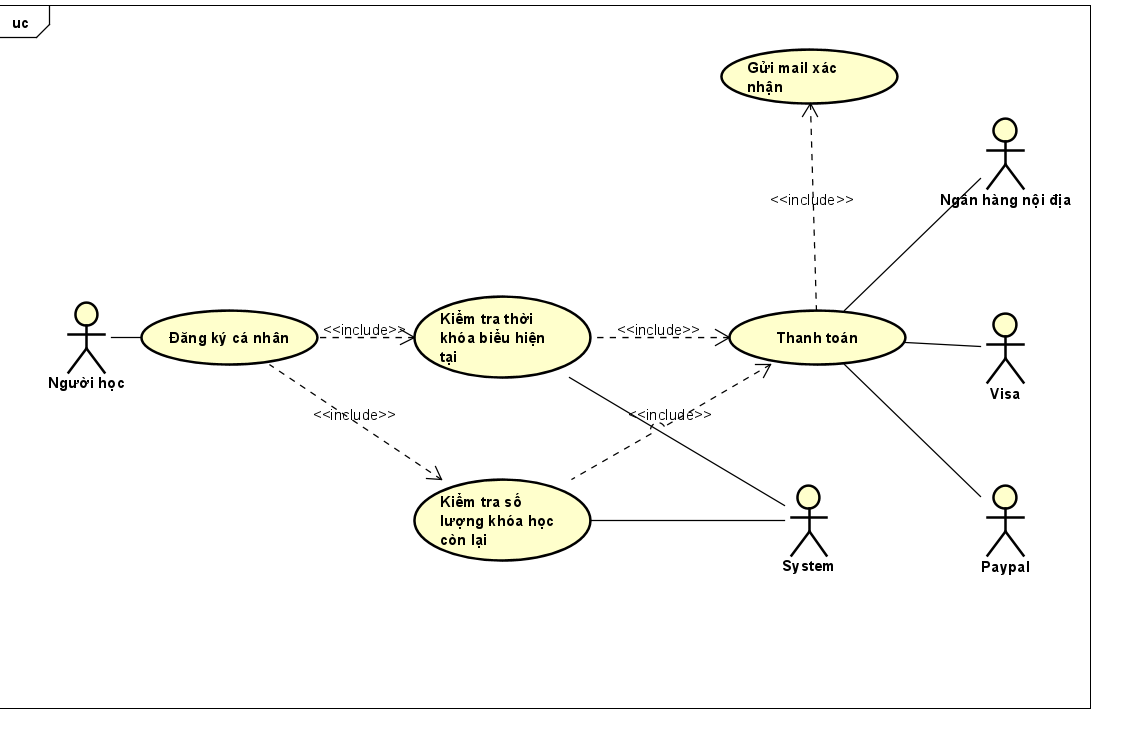 uc
Gửi mail xác
nhận
<<include>>
Ngân hàng nội địa
Người học
Đăng ký cá nhân
<<include>>
Kiểm tra thời
khóa biểu hiện
tại
<<include>>
Thanh toán
Visa
<<include>>
<<include>>
Kiểm tra số
lượng khóa học
còn lại
System
Paypal